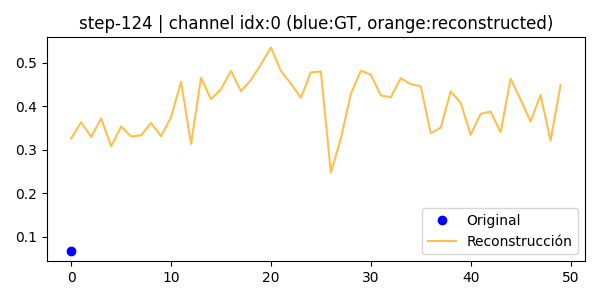 step-124 | channel idx:0 (blue:GT, orange:reconstructed)
0.5
0.4
0.3
0.2
0.1
Original
Reconstrucción
0 10 20 30 40 50